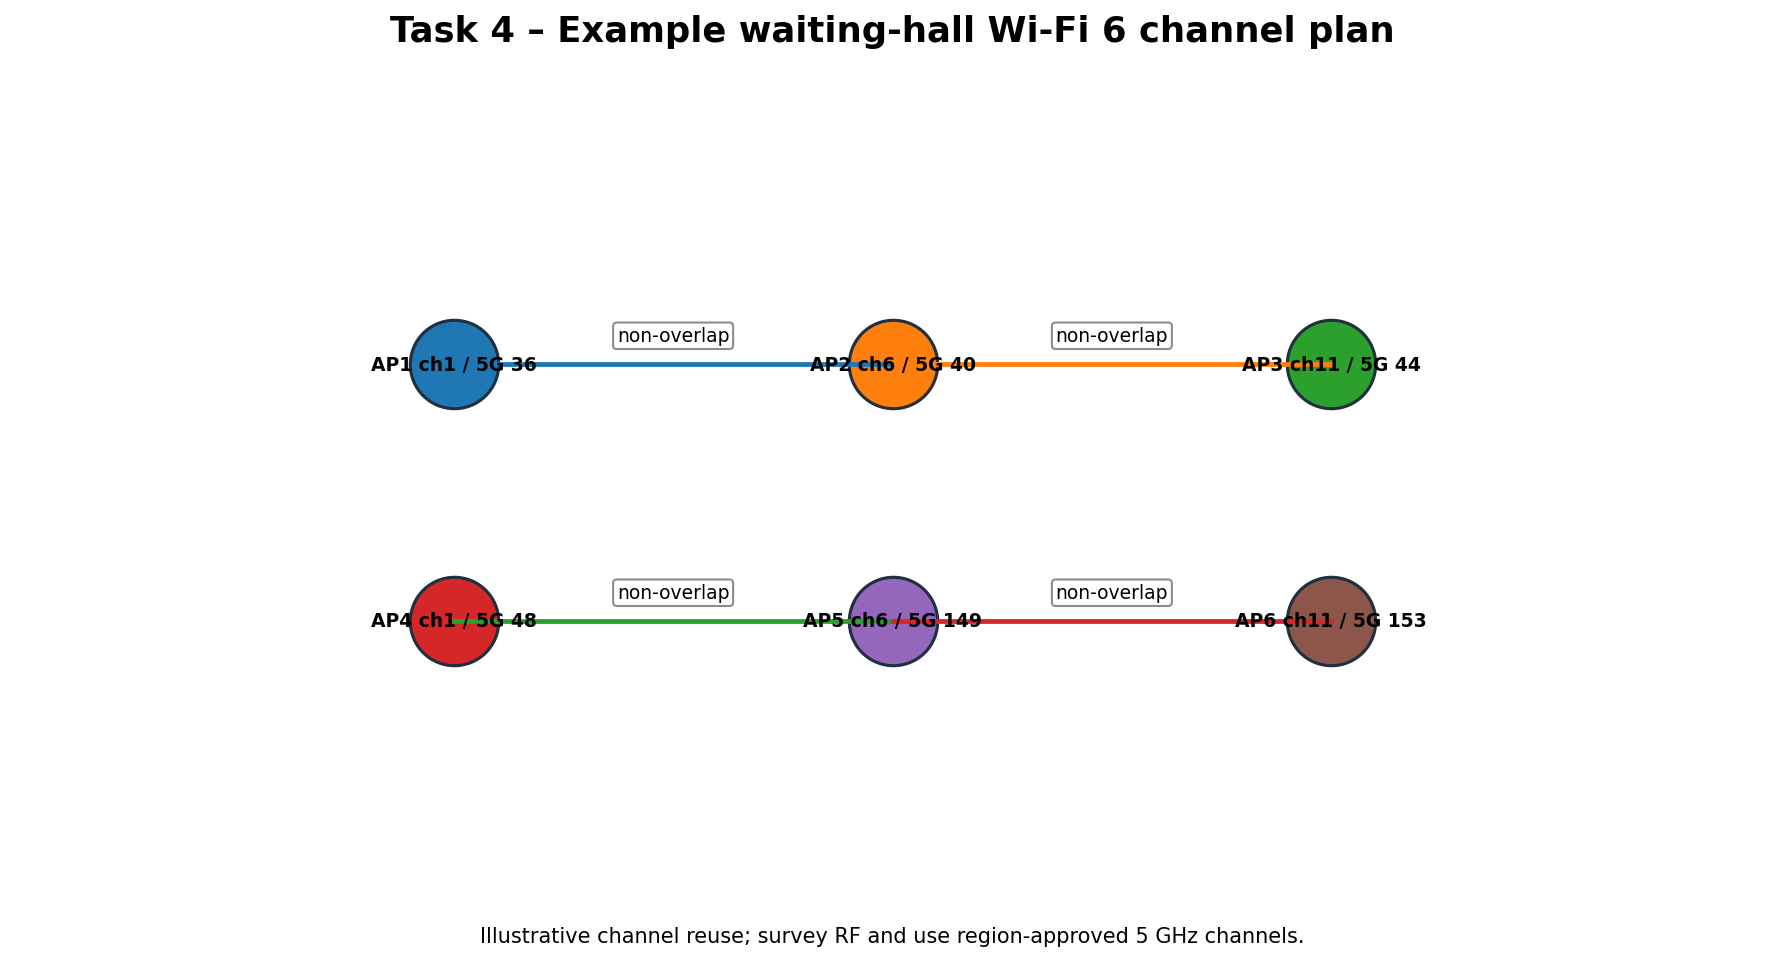 Task 4 – Example waiting-hall Wi-Fi 6 channel plan
non-overlap
non-overlap
AP1 ch1 / 5G 36
AP2 ch6 / 5G 40
AP3 ch11 / 5G 44
non-overlap
non-overlap
AP4 ch1 / 5G 48
AP5 ch6 / 5G 149
AP6 ch11 / 5G 153
Illustrative channel reuse; survey RF and use region-approved 5 GHz channels.